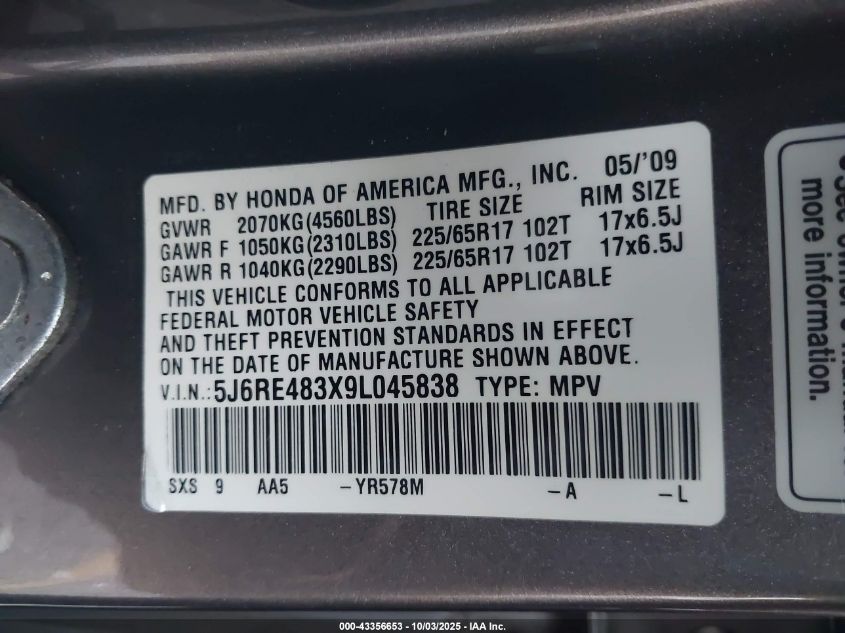 MFD. BY HONDA OF AMERICA MFG., INC. 05/'09
GVWR 2070KG(4560LBS) TIRE SIZE RIM SIZE
GAWR F 1050KG(2310LBS) 225/65R17 102T 17x6.5J
GAWR R 1040KG(2290LBS) 225/65R17 102T 17x6.5J
THIS VEHICLE CONFORMS TO ALL APPLICABLE
FEDERAL MOTOR VEHICLE SAFETY
AND THEFT PREVENTION STANDARDS IN EFFECT
ON THE DATE OF MANUFACTURE SHOWN ABOVE.
V.I.N.:5J6RE483X9L045838 TYPE: MPV
SXS 9 AA5 -YR578M -A -L
more information.
000-43356653 - 10/03/2025 - IAA Inc.